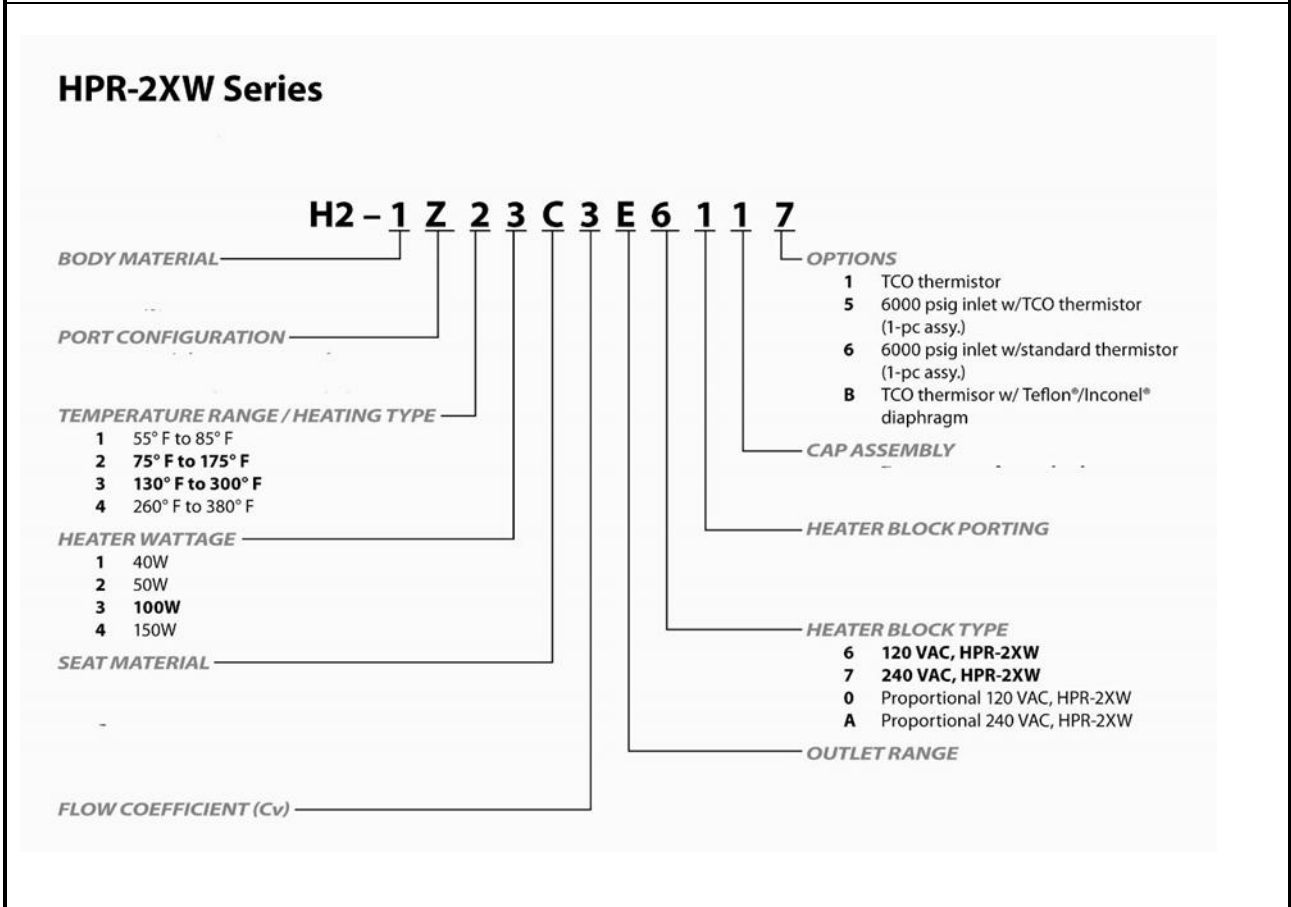 HPR-2XW Series
H2 – 1 Z 2 3 C 3 E 6 1 1 7
BODY MATERIAL
PORT CONFIGURATION
TEMPERATURE RANGE / HEATING TYPE
1 55° F to 85° F
2 75° F to 175° F
3 130° F to 300° F
4 260° F to 380° F
HEATER WATTAGE
1 40W
2 50W
3 100W
4 150W
SEAT MATERIAL
FLOW COEFFICIENT (Cv)
OPTIONS
1 TCO thermistor
5 6000 psig inlet w/TCO thermistor
(1-pc assy.)
6 6000 psig inlet w/standard thermistor
(1-pc assy.)
B TCO thermisor w/ Teflon®/Inconel®
diaphragm
CAP ASSEMBLY
HEATER BLOCK PORTING
HEATER BLOCK TYPE
6 120 VAC, HPR-2XW
7 240 VAC, HPR-2XW
0 Proportional 120 VAC, HPR-2XW
A Proportional 240 VAC, HPR-2XW
OUTLET RANGE